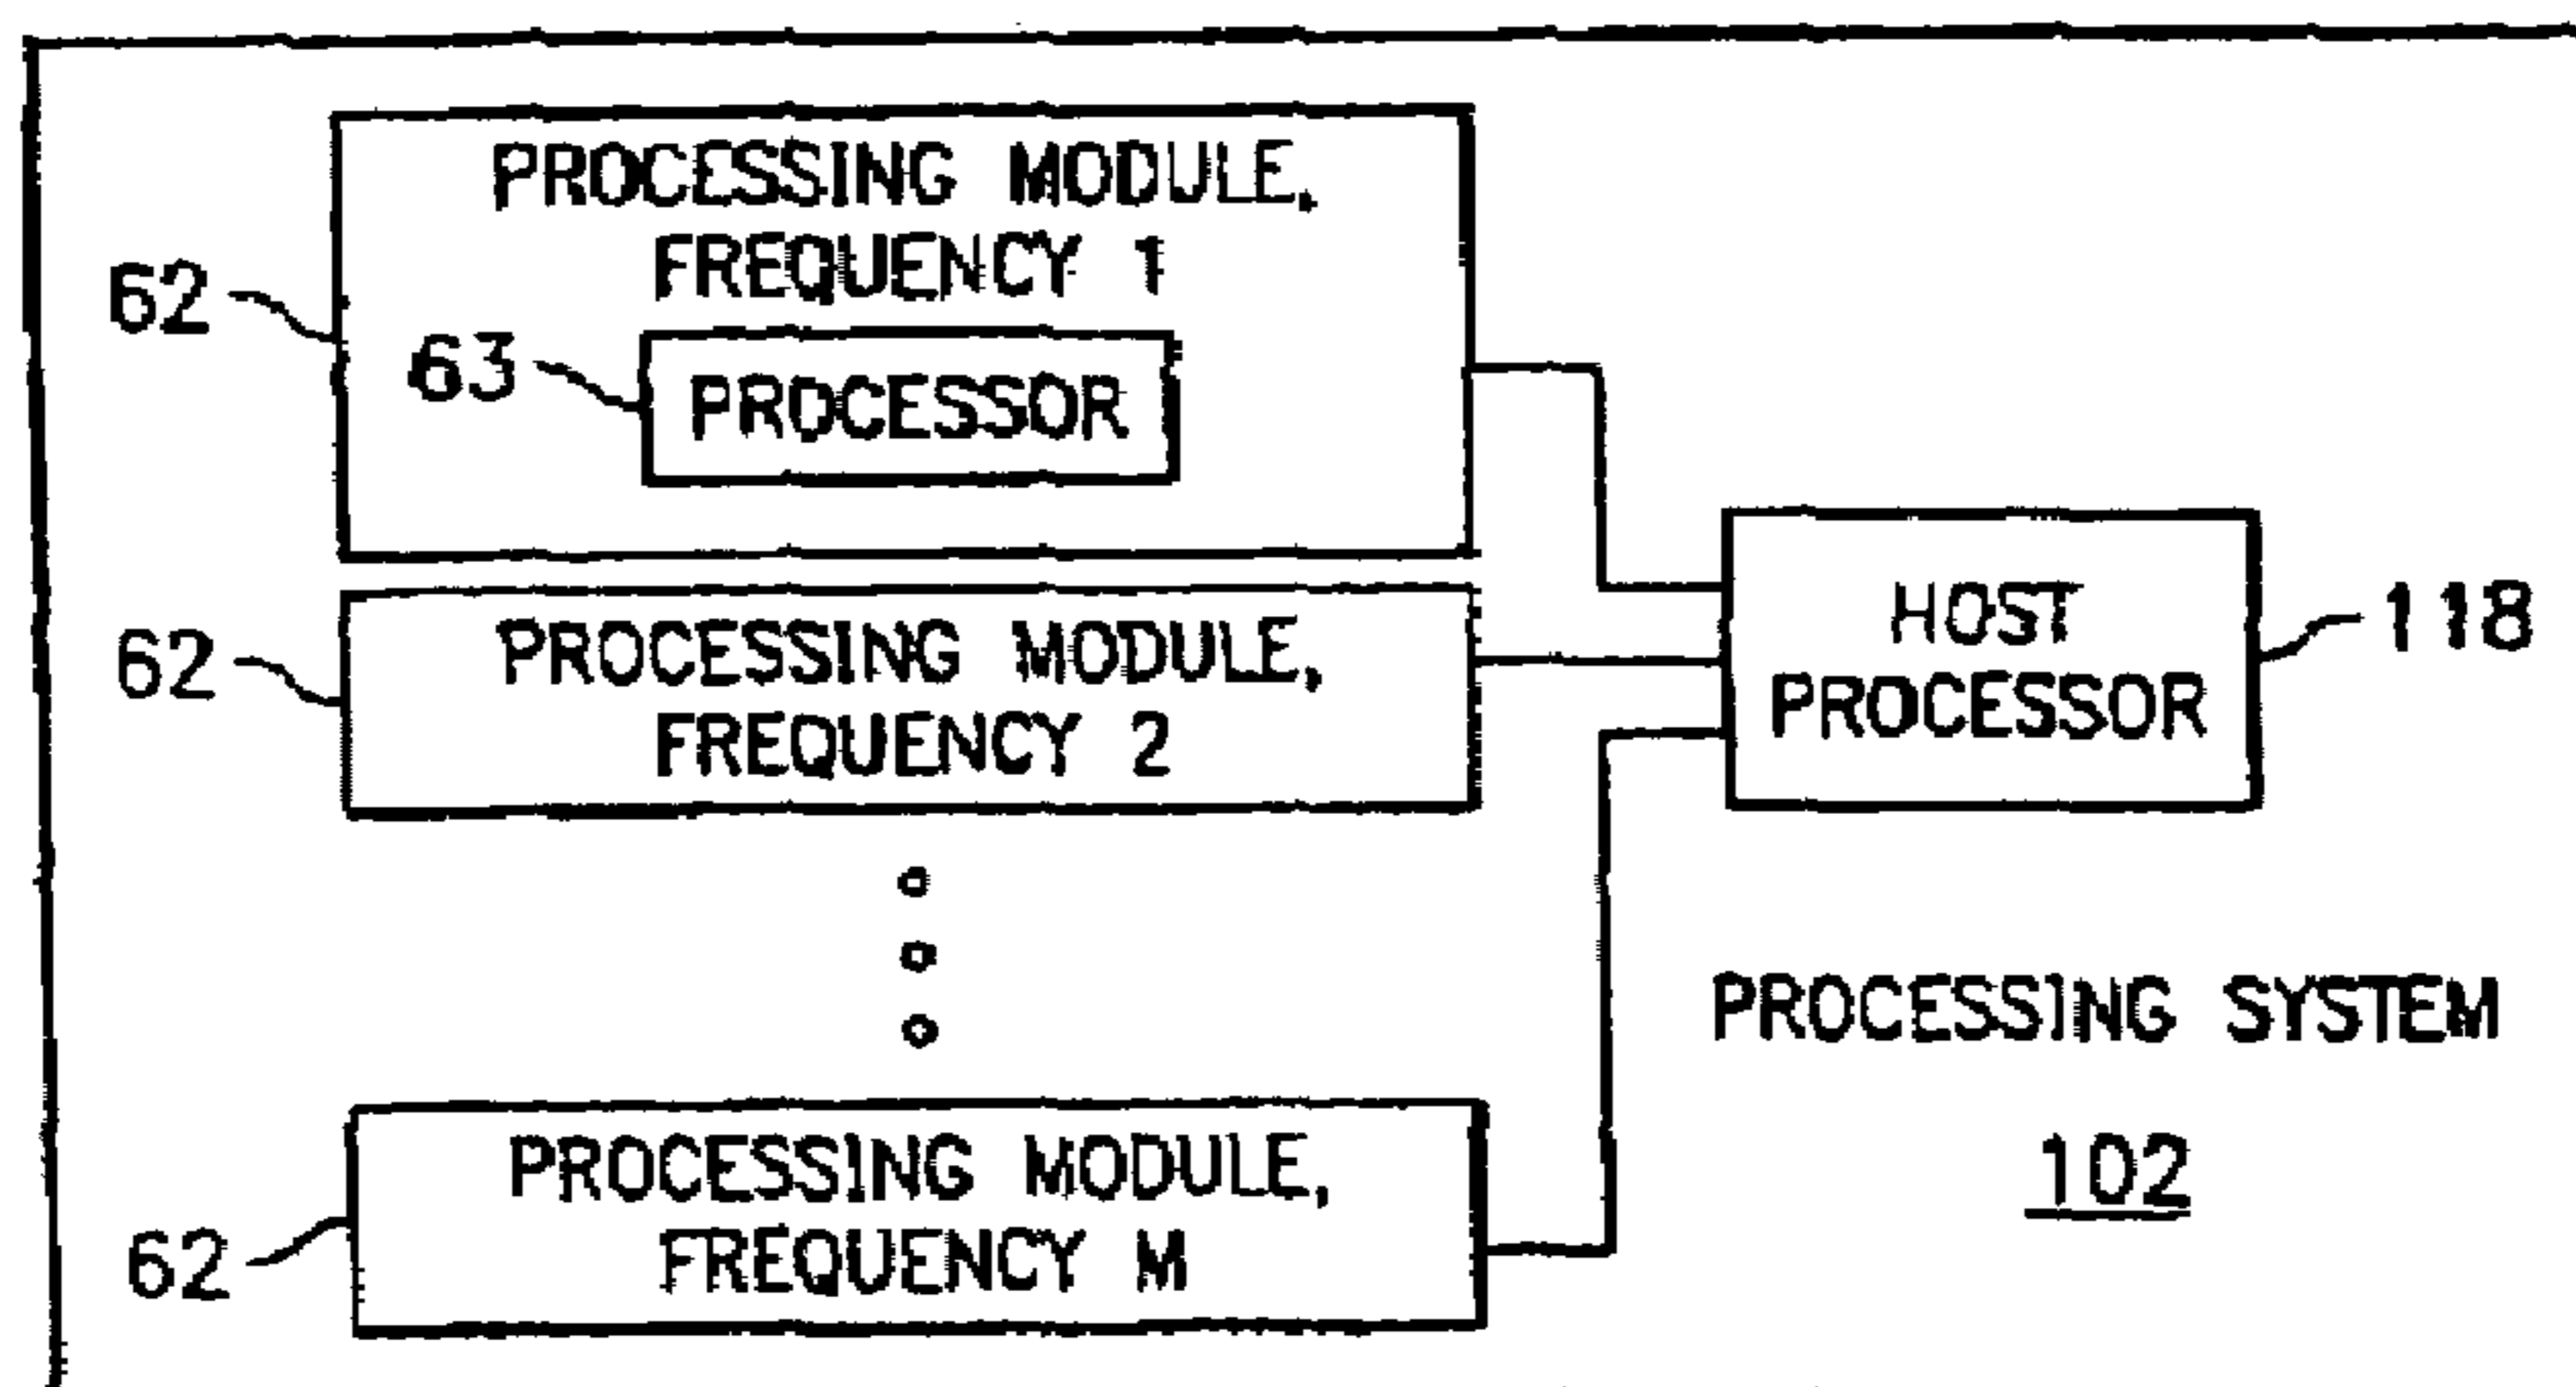 PROCESSING MODULE,
FREQUENCY 1
62
63
PROCESSOR
62
PROCESSING MODULE,
FREQUENCY 2
HOST
PROCESSOR
118
PROCESSING SYSTEM
102
PROCESSING MODULE,
FREQUENCY M
62